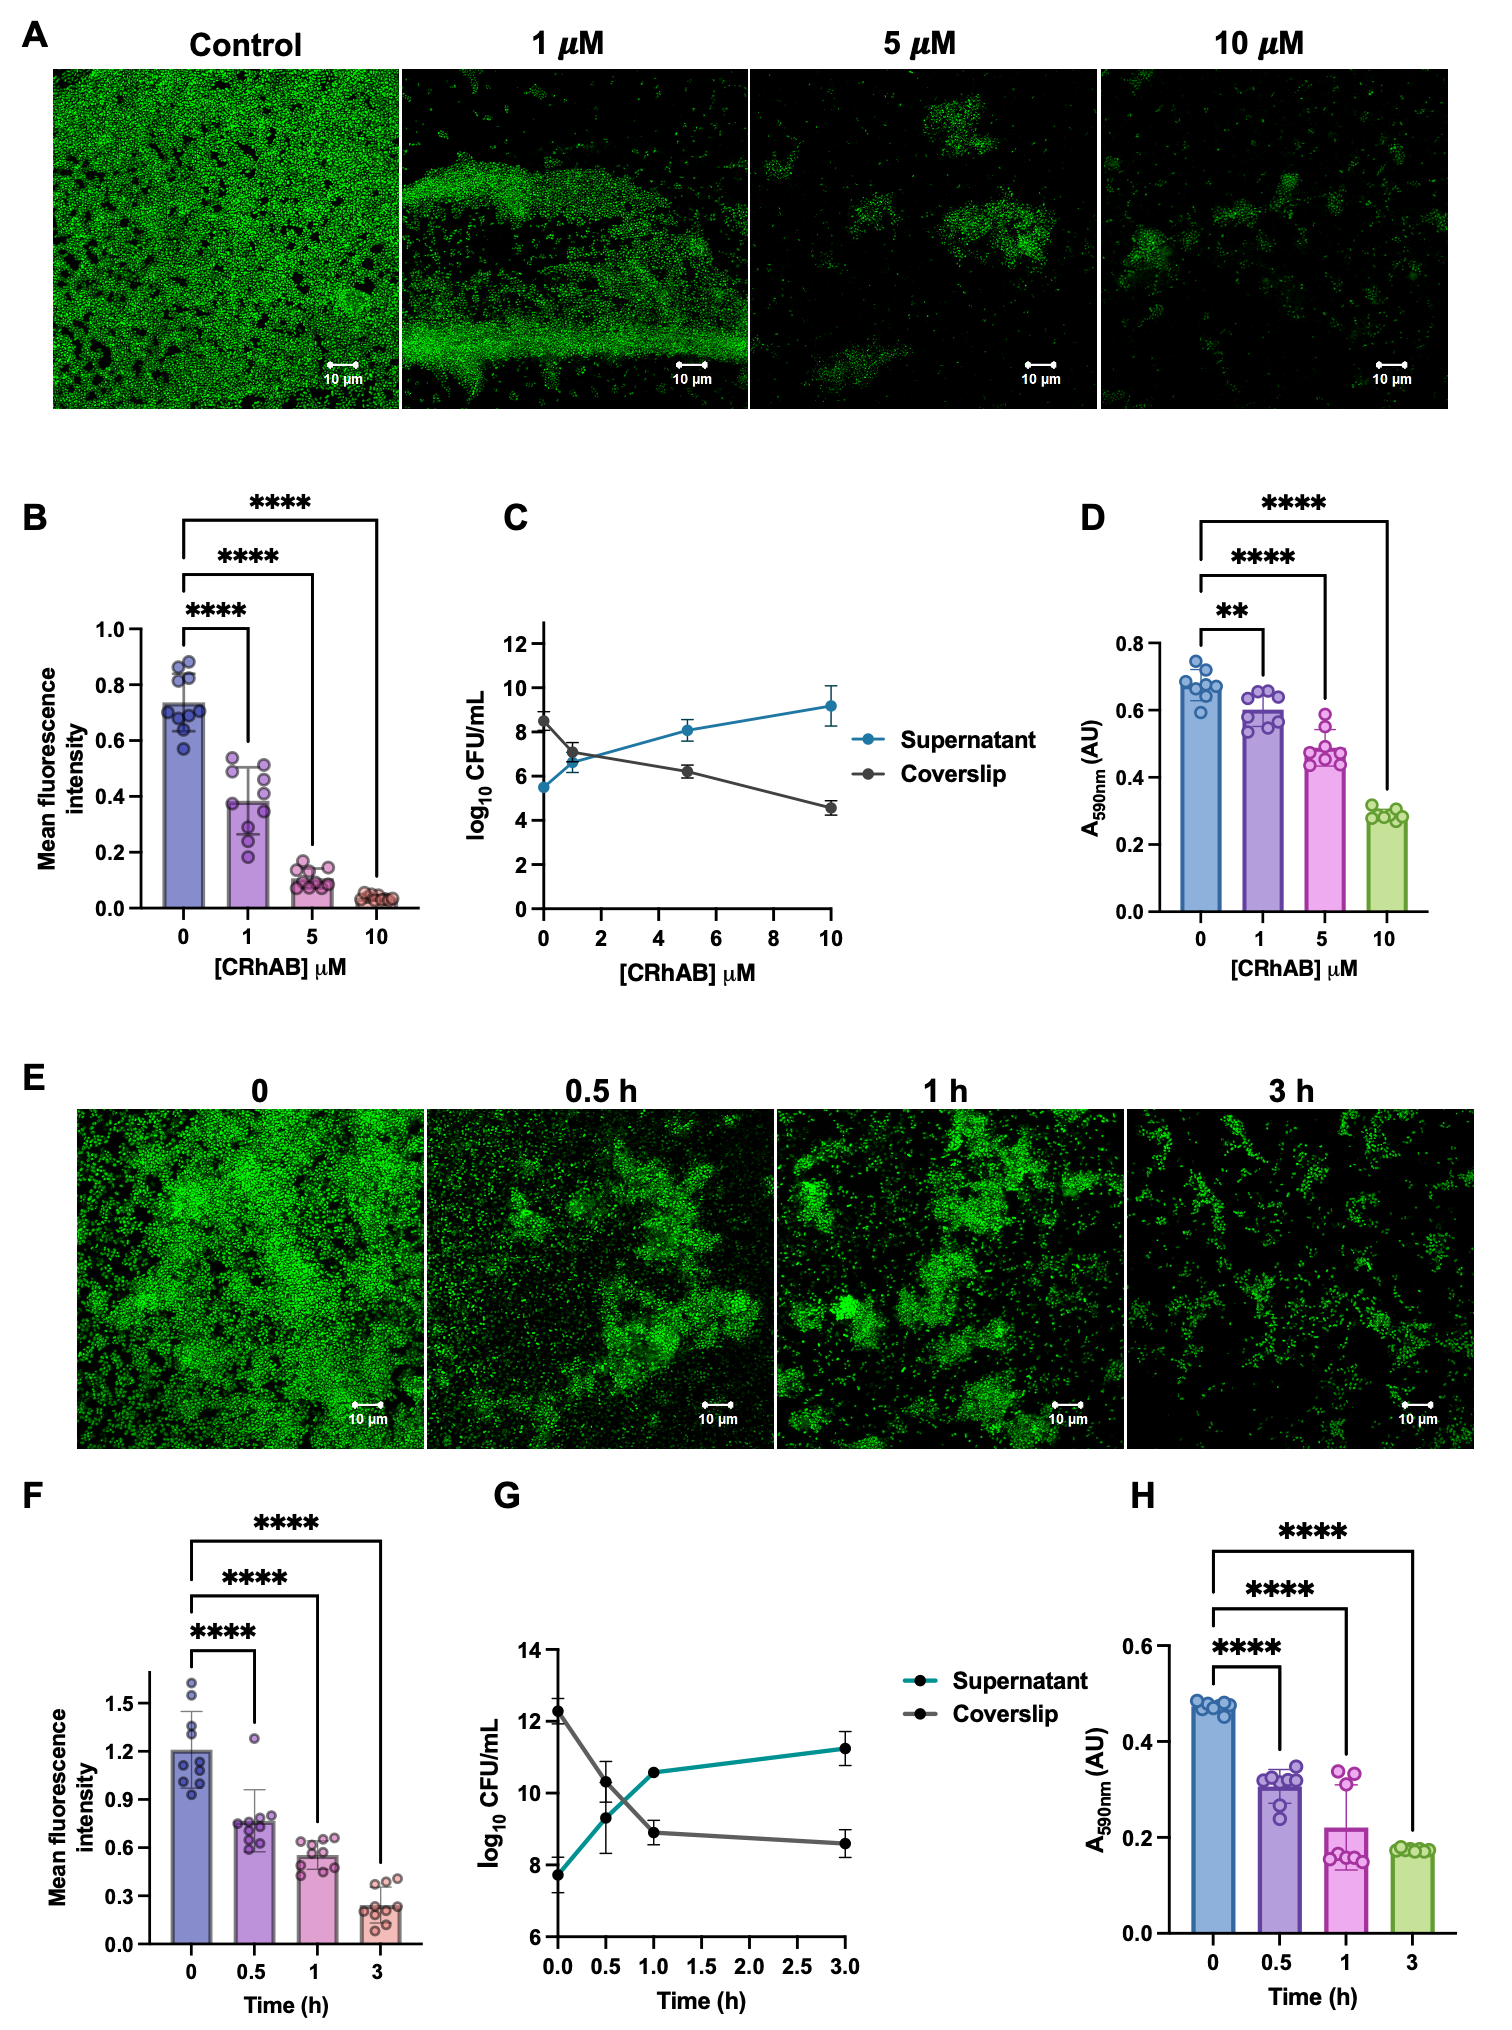 A
Control
1 μM
5 μM
10 μM
10 μm
10 μm
10 μm
10 μm
B
****
****
****
Mean fluorescence
intensity
1.0
0.8
0.6
0.4
0.2
0.0
0 1 5 10
[CRhAB] μM
C
log10 CFU/mL
12
10
8
6
4
2
0
0 2 4 6 8 10
[CRhAB] μM
Supernatant
Coverslip
D
****
****
**
A590nm (AU)
0.8
0.6
0.4
0.2
0.0
0 1 5 10
[CRhAB] μM
E
0
0.5 h
1 h
3 h
10 μm
10 μm
10 μm
10 μm
F
****
****
****
Mean fluorescence
intensity
1.5
1.2
0.9
0.6
0.3
0.0
0 0.5 1 3
Time (h)
G
log10 CFU/mL
14
12
10
8
6
0.0 0.5 1.0 1.5 2.0 2.5 3.0
Time (h)
Supernatant
Coverslip
H
****
****
****
A590nm (AU)
0.6
0.4
0.2
0.0
0 0.5 1 3
Time (h)